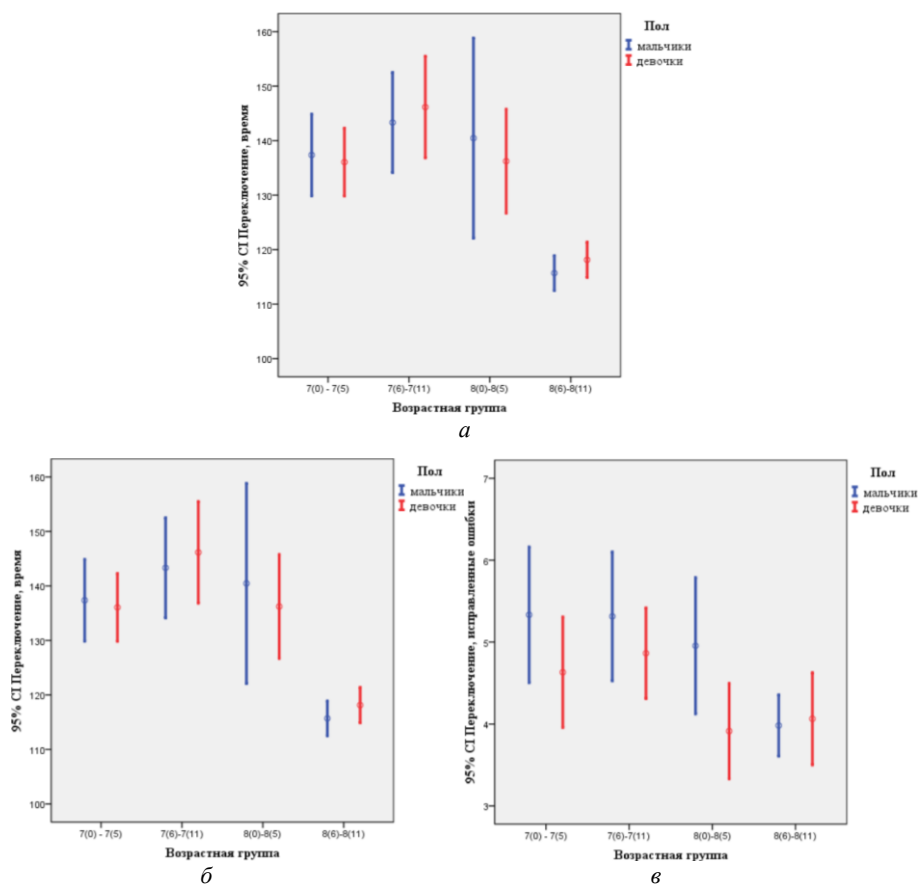 Пол
мальчики
девочки
95% CI Переключение, время
160
150
140
130
120
110
100
7(0) - 7(5)
7(6)-7(11)
8(0)-8(5)
8(6)-8(11)
Возрастная группа
а
Пол
мальчики
девочки
95% CI Переключение, время
160
150
140
130
120
110
100
7(0) - 7(5)
7(6)-7(11)
8(0)-8(5)
8(6)-8(11)
Возрастная группа
б
Пол
мальчики
девочки
95% CI Переключение, исправленные ошибки
7
6
5
4
3
7(0) - 7(5)
7(6)-7(11)
8(0)-8(5)
8(6)-8(11)
Возрастная группа
в